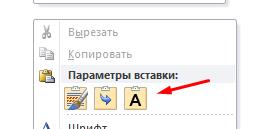 Вырезать
Копировать
Параметры вставки:
A
A Шрифт...